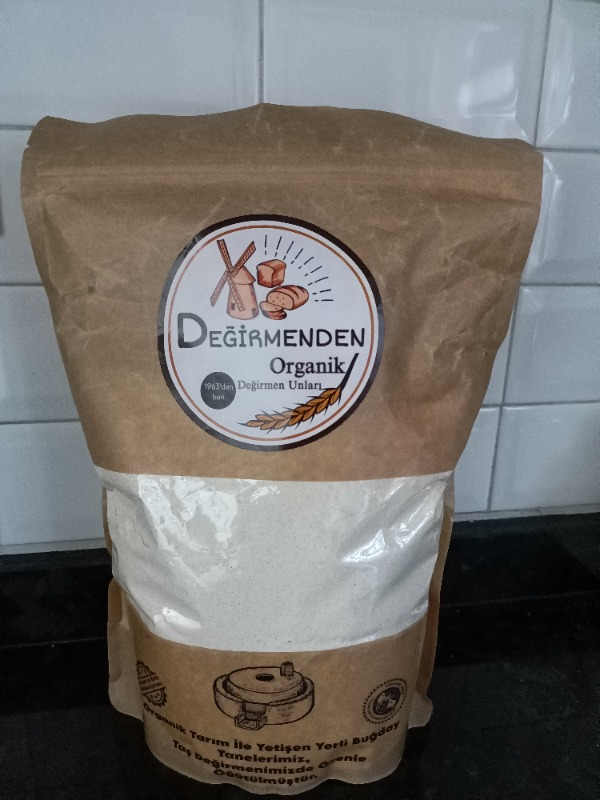 DEĞİRMENDEN
Organik
Değirmen Unları
1963'den
beri
Organik Tarım İle Yetişen Yerli Buğday
Tanelerimiz,
Taş Değirmenimizde Özenle
Öğütülmüştür.